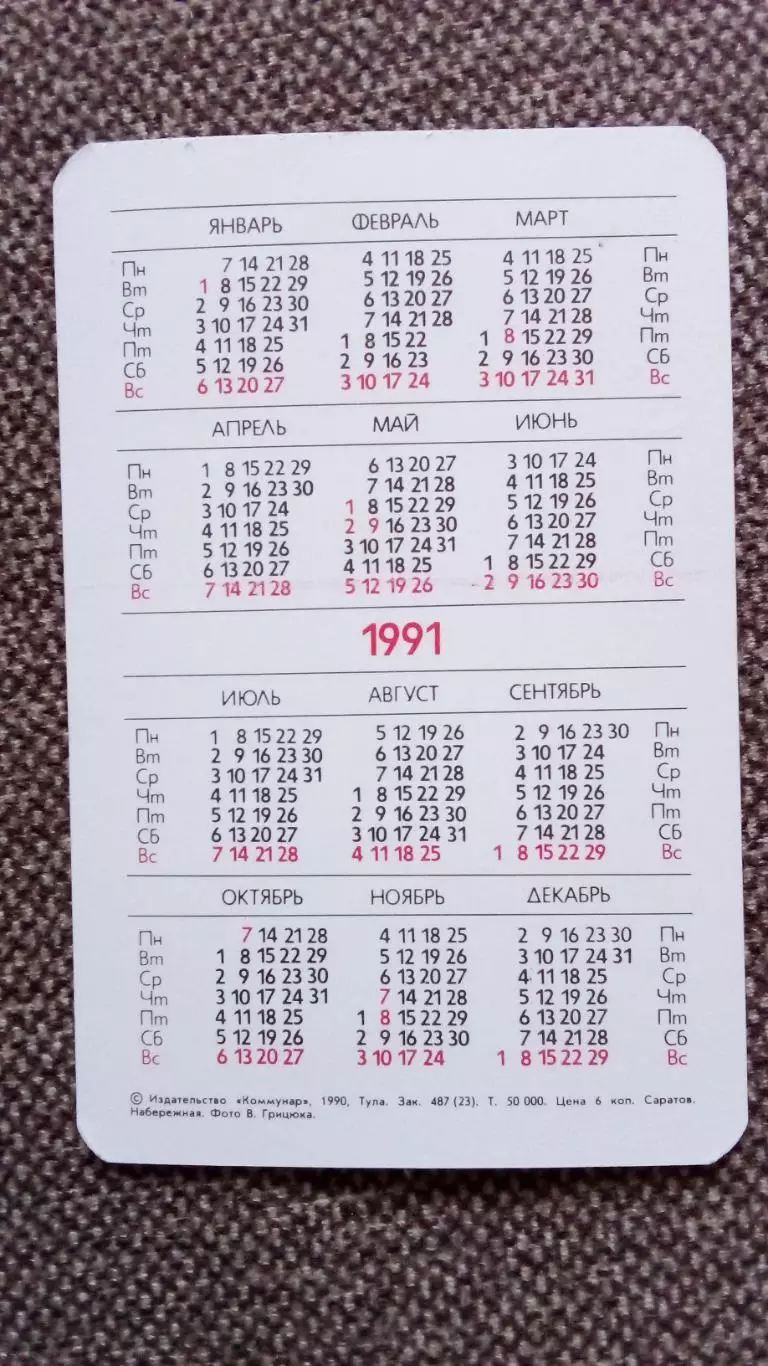 ЯНВАРЬ ФЕВРАЛЬ МАРТ
Пн 7 14 21 28 4 11 18 25 4 11 18 25 Пн
Вт 1 8 15 22 29 5 12 19 26 5 12 19 26 Вт
Ср 2 9 16 23 30 6 13 20 27 6 13 20 27 Ср
Чт 3 10 17 24 31 7 14 21 28 7 14 21 28 Чт
Пт 4 11 18 25 1 8 15 22 1 8 15 22 29 Пт
Сб 5 12 19 26 2 9 16 23 2 9 16 23 30 Сб
Вс 6 13 20 27 3 10 17 24 3 10 17 24 31 Вс
АПРЕЛЬ МАЙ ИЮНЬ
Пн 1 8 15 22 29 6 13 20 27 3 10 17 24 Пн
Вт 2 9 16 23 30 7 14 21 28 4 11 18 25 Вт
Ср 3 10 17 24 1 8 15 22 29 5 12 19 26 Ср
Чт 4 11 18 25 2 9 16 23 30 6 13 20 27 Чт
Пт 5 12 19 26 3 10 17 24 31 7 14 21 28 Пт
Сб 6 13 20 27 4 11 18 25 1 8 15 22 29 Сб
Вс 7 14 21 28 5 12 19 26 2 9 16 23 30 Вс
1991
ИЮЛЬ АВГУСТ СЕНТЯБРЬ
Пн 1 8 15 22 29 5 12 19 26 2 9 16 23 30 Пн
Вт 2 9 16 23 30 6 13 20 27 3 10 17 24 Вт
Ср 3 10 17 24 31 7 14 21 28 4 11 18 25 Ср
Чт 4 11 18 25 1 8 15 22 29 5 12 19 26 Чт
Пт 5 12 19 26 2 9 16 23 30 6 13 20 27 Пт
Сб 6 13 20 27 3 10 17 24 31 7 14 21 28 Сб
Вс 7 14 21 28 4 11 18 25 1 8 15 22 29 Вс
ОКТЯБРЬ НОЯБРЬ ДЕКАБРЬ
Пн 7 14 21 28 4 11 18 25 2 9 16 23 30 Пн
Вт 1 8 15 22 29 5 12 19 26 3 10 17 24 31 Вт
Ср 2 9 16 23 30 6 13 20 27 4 11 18 25 Ср
Чт 3 10 17 24 31 7 14 21 28 5 12 19 26 Чт
Пт 4 11 18 25 1 8 15 22 29 6 13 20 27 Пт
Сб 5 12 19 26 2 9 16 23 30 7 14 21 28 Сб
Вс 6 13 20 27 3 10 17 24 1 8 15 22 29 Вс
© Издательство «Коммунар», 1990, Тула. Зак. 487 (23). Т. 50 000. Цена 6 коп. Саратов.
Набережная. Фото В. Грицюка.